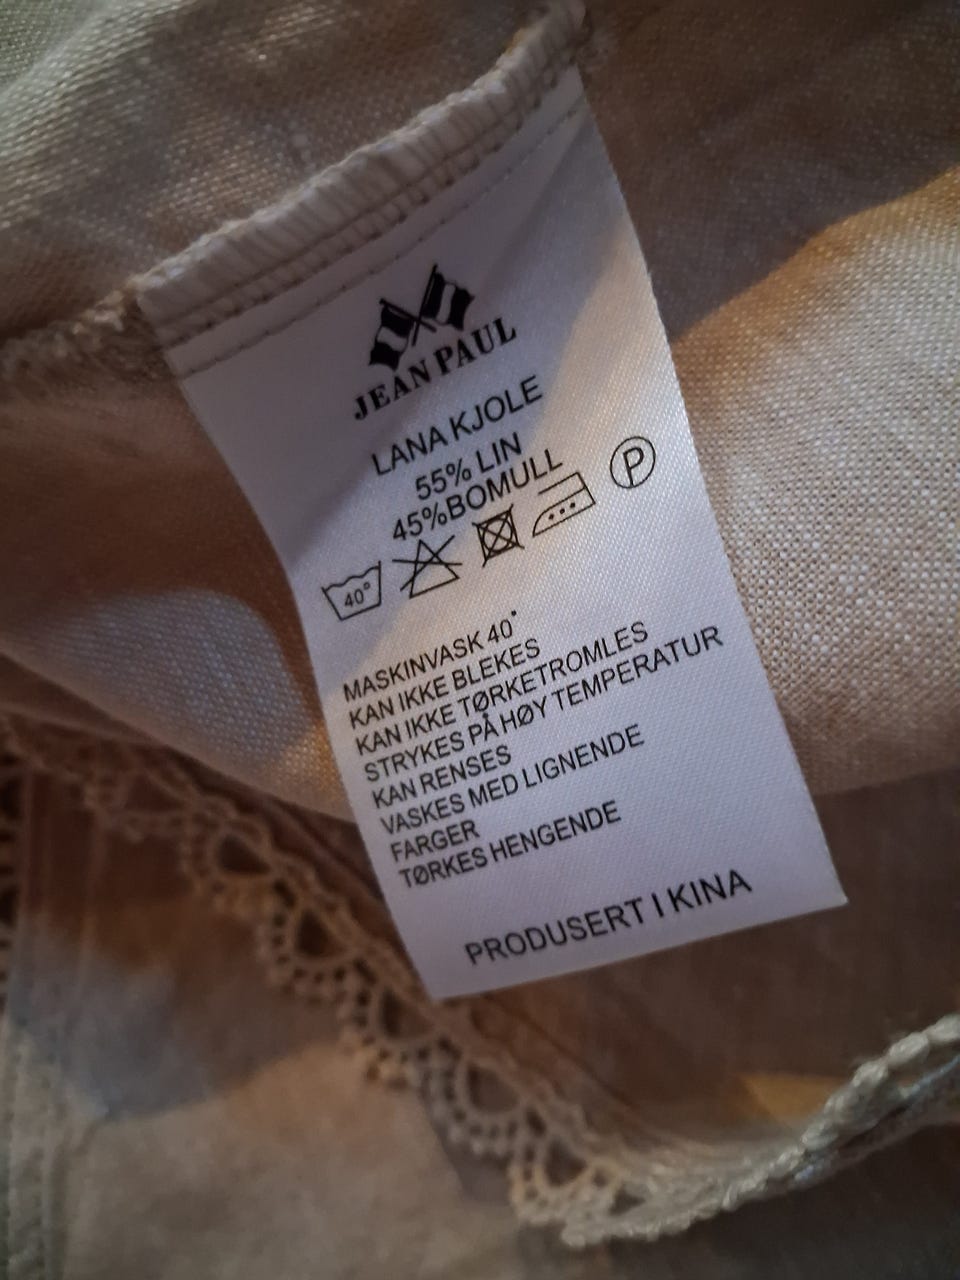 JEAN PAUL
LANA KJOLE
55% LIN
45%BOMULL
40° P
MASKINVASK 40°
KAN IKKE BLEKES
KAN IKKE TØRKETROMLES
STRYKES PÅ HØY TEMPERATUR
KAN RENSES
VASKES MED LIGNENDE
FARGER
TØRKES HENGENDE
PRODUSERT I KINA